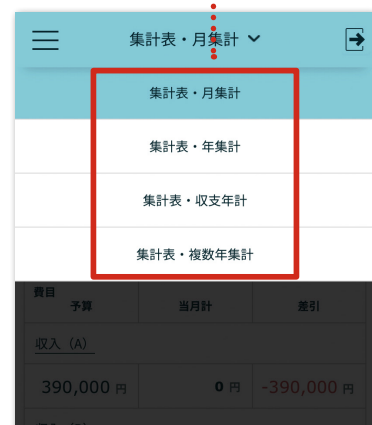 集計表・月集計
集計表・月集計
集計表・年集計
集計表・収支年計
集計表・複数年集計
費目
予算 当月計 差引
収入（A）
390,000 円 0 円 -390,000 円